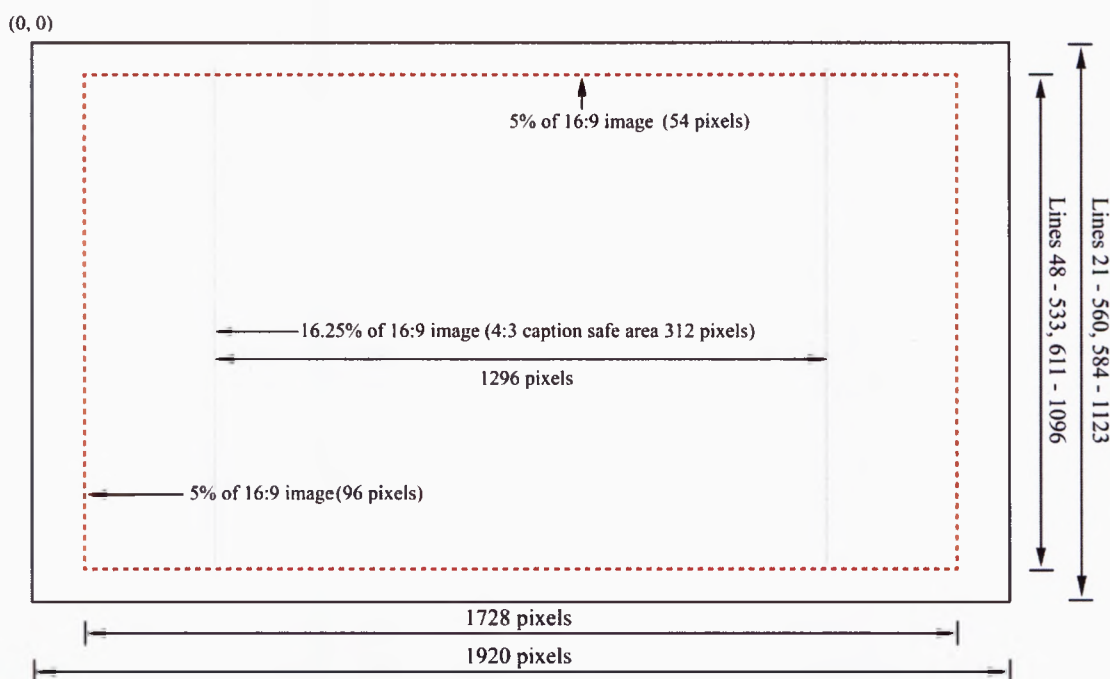 (0, 0)
5% of 16:9 image (54 pixels)
Lines 48 - 533, 611 - 1096
Lines 21 - 560, 584 - 1123
16.25% of 16:9 image (4:3 caption safe area 312 pixels)
1296 pixels
5% of 16:9 image(96 pixels)
1728 pixels
1920 pixels